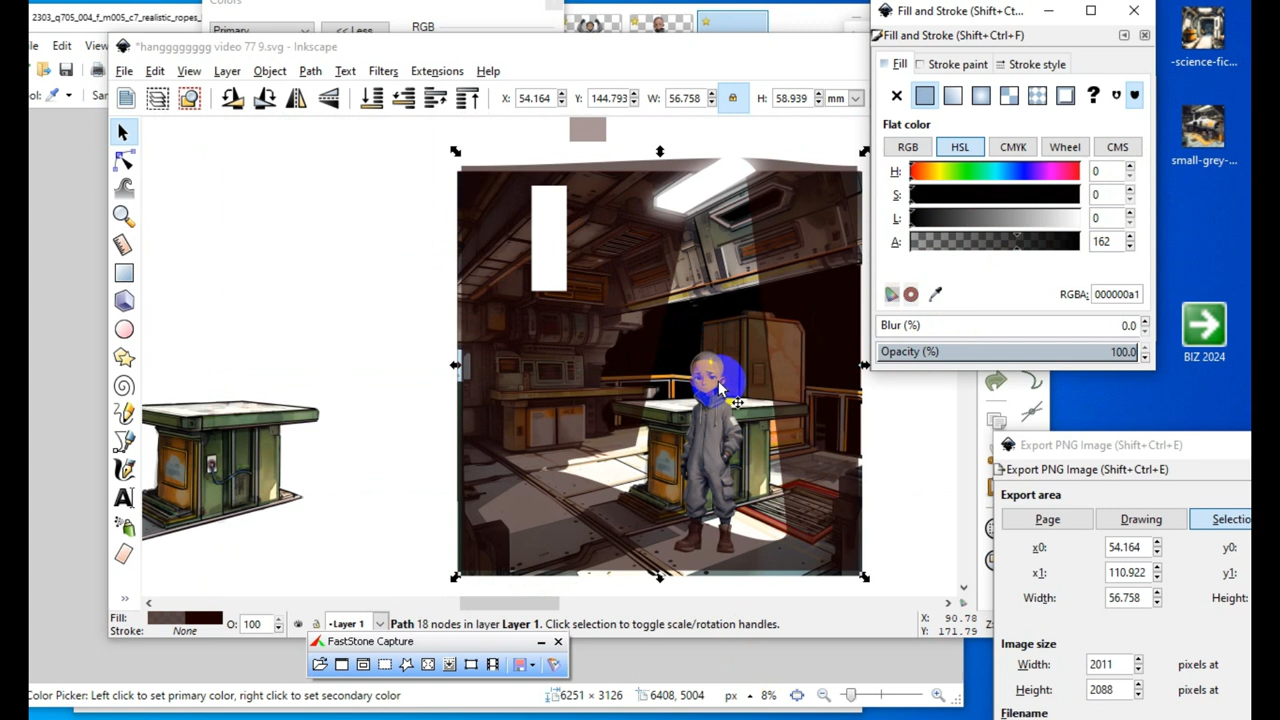 2303_q705_004_f_m005_c7_realistic_ropes_
Colors
Primary
<< Less
RGB
Fill and Stroke (Shift+Ct...
-science-fic...
ile Edit View
*hangggggggg video 77 9.svg - Inkscape
Fill and Stroke (Shift+Ctrl+F)
File Edit View Layer Object Path Text Filters Extensions Help
Fill Stroke paint Stroke style
ol: Sar
X: 54.164 Y: 144.793 W: 56.758 H: 58.939 mm
Flat color
RGB HSL CMYK Wheel CMS
small-grey-...
H: 0
S: 0
L: 0
A: 162
RGBA: 000000a1
Blur (%) 0.0
Opacity (%) 100.0
BIZ 2024
Export PNG Image (Shift+Ctrl+E)
Export PNG Image (Shift+Ctrl+E)
Export area
Page Drawing Selectio
x0: 54.164 y0:
x1: 110.922 y1:
Width: 56.758 Height:
Fill:
Stroke: None
O: 100
Layer 1
Path 18 nodes in layer Layer 1. Click selection to toggle scale/rotation handles.
X: 90.78
Y: 171.79
Z:
FastStone Capture
Image size
Width: 2011 pixels at
Height: 2088 pixels at
Filename
Color Picker: Left click to set primary color, right click to set secondary color
6251 × 3126
6408, 5004
px
8%